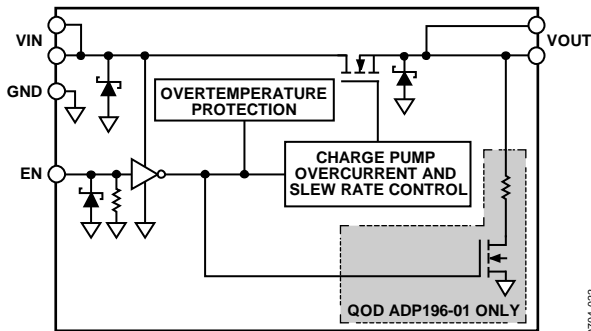 VIN
VOUT
GND
OVERTEMPERATURE
PROTECTION
EN
CHARGE PUMP
OVERCURRENT AND
SLEW RATE CONTROL
QOD ADP196-01 ONLY